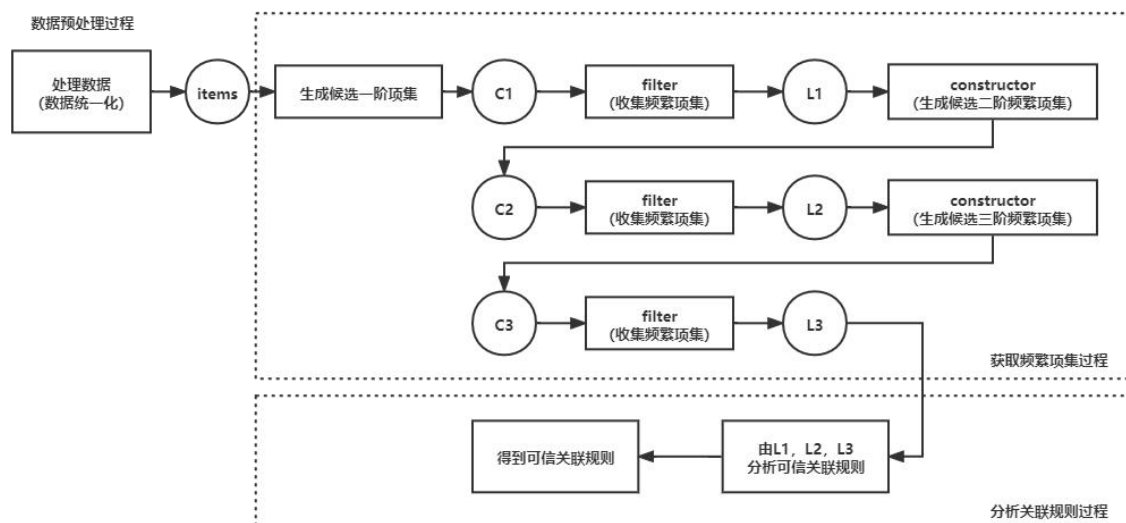 数据预处理过程
处理数据
(数据统一化)
items
生成候选一阶项集
C1
filter
(收集频繁项集)
L1
constructor
(生成候选二阶频繁项集)
C2
filter
(收集频繁项集)
L2
constructor
(生成候选三阶频繁项集)
C3
filter
(收集频繁项集)
L3
获取频繁项集过程
得到可信关联规则
由L1，L2，L3
分析可信关联规则
分析关联规则过程